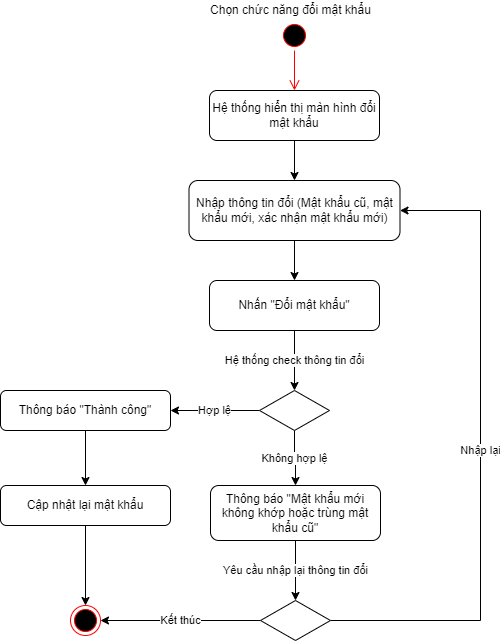 Chọn chức năng đổi mật khẩu
Hệ thống hiển thị màn hình đổi
mật khẩu
Nhập thông tin đổi (Mật khẩu cũ, mật
khẩu mới, xác nhận mật khẩu mới)
Nhấn "Đổi mật khẩu"
Hệ thống check thông tin đổi
Thông báo "Thành công"
Hợp lệ
Không hợp lệ
Nhập lại
Cập nhật lại mật khẩu
Thông báo "Mật khẩu mới
không khớp hoặc trùng mật
khẩu cũ"
Yêu cầu nhập lại thông tin đổi
Kết thúc